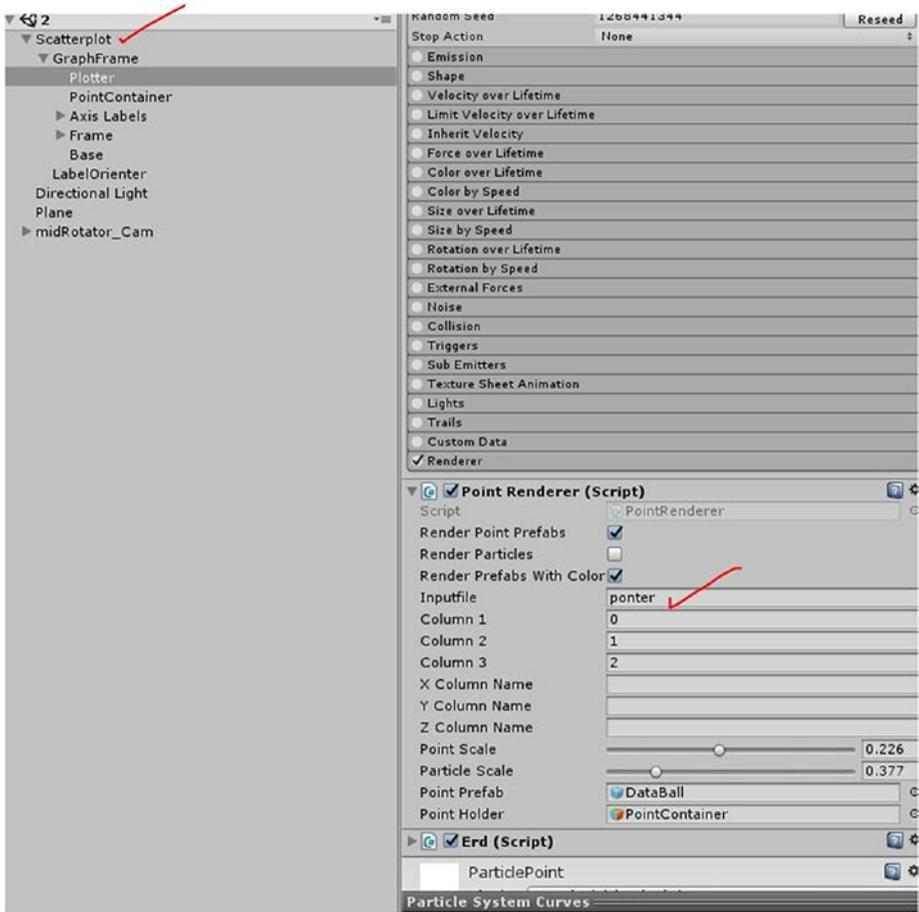 2
Scatterplot
GraphFrame
Plotter
PointContainer
Axis Labels
Frame
Base
LabelOrienter
Directional Light
Plane
midRotator_Cam
Random Seed 1268441344 Reseed
Stop Action None
Emission
Shape
Velocity over Lifetime
Limit Velocity over Lifetime
Inherit Velocity
Force over Lifetime
Color over Lifetime
Color by Speed
Size over Lifetime
Size by Speed
Rotation over Lifetime
Rotation by Speed
External Forces
Noise
Collision
Triggers
Sub Emitters
Texture Sheet Animation
Lights
Trails
Custom Data
Renderer
Point Renderer (Script)
Script PointRenderer
Render Point Prefabs
Render Particles
Render Prefabs With Color
Inputfile ponter
Column 1 0
Column 2 1
Column 3 2
X Column Name
Y Column Name
Z Column Name
Point Scale 0.226
Particle Scale 0.377
Point Prefab DataBall
Point Holder PointContainer
Erd (Script)
ParticlePoint
Particle System Curves